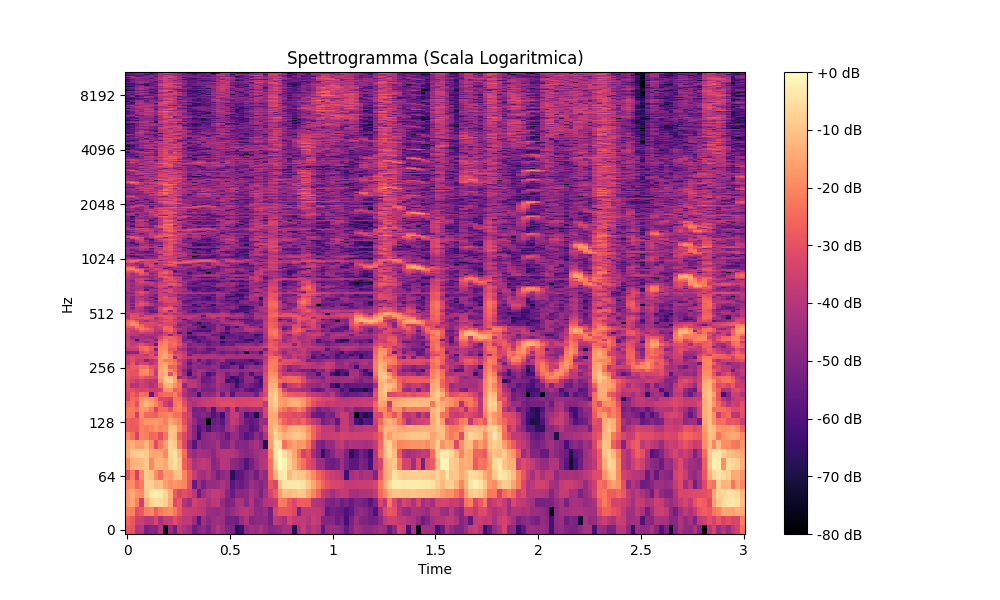 Spettrogramma (Scala Logaritmica)
Hz
8192
4096
2048
1024
512
256
128
64
0
0
0.5
1
1.5
2
2.5
3
Time
+0 dB
-10 dB
-20 dB
-30 dB
-40 dB
-50 dB
-60 dB
-70 dB
-80 dB